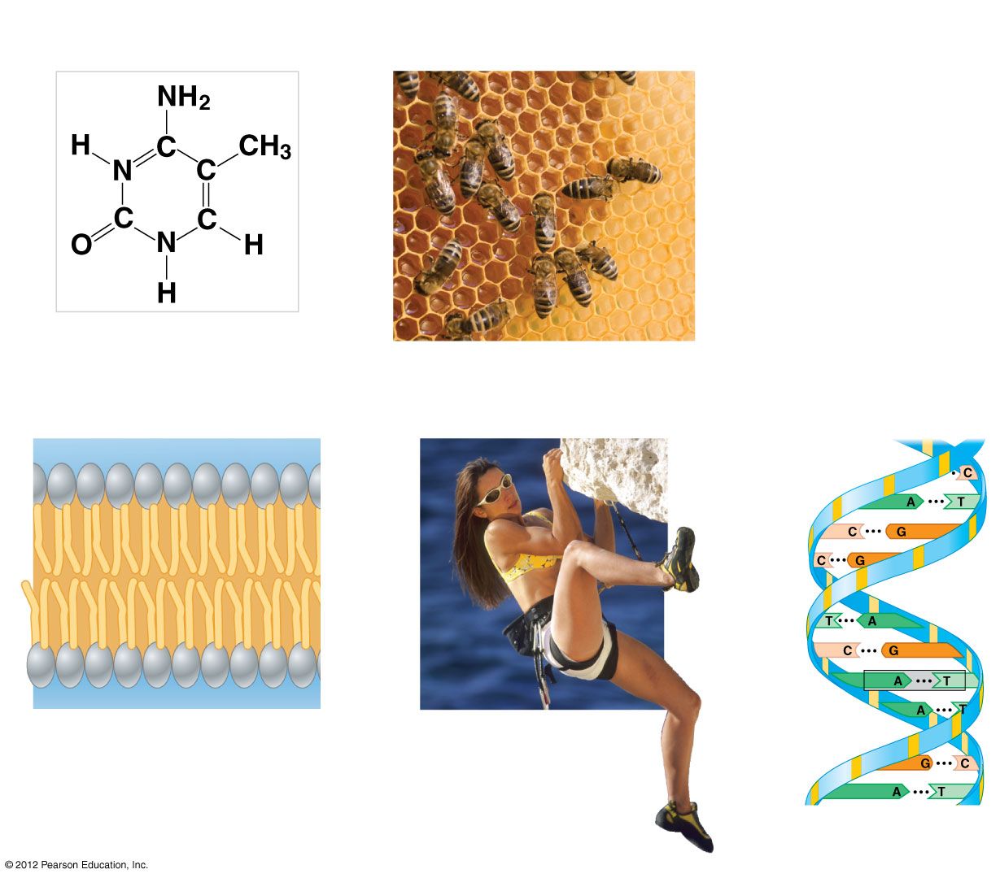 NH2
H
C
CH3
N
C
C
C
O
N
H
H
C
A ••• T
C ••• G
C ••• G
T ••• A
C ••• G
A ••• T
A ••• T
G ••• C
A ••• T
© 2012 Pearson Education, Inc.